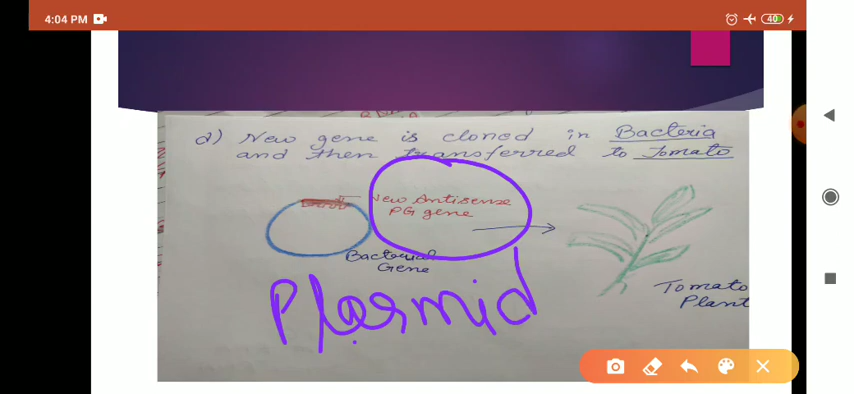 4:04 PM
40
d) New gene is cloned in Bacteria
and then transferred to Tomato
New Antisense
PG gene
Bacterial
Gene
Plasmid
Tomato
Plant